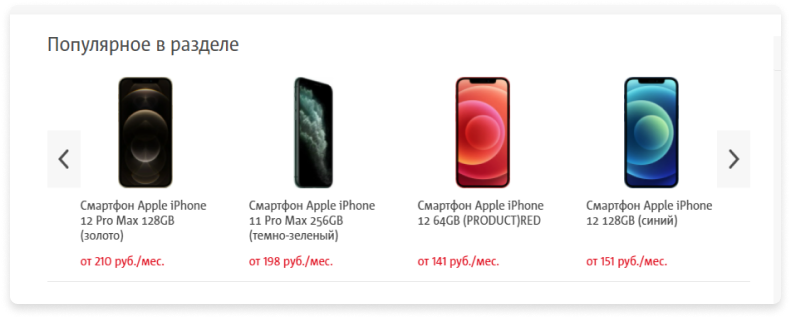 Популярное в разделе
Смартфон Apple iPhone
12 Pro Max 128GB
(золото)
от 210 руб./мес.
Смартфон Apple iPhone
11 Pro Max 256GB
(темно-зеленый)
от 198 руб./мес.
Смартфон Apple iPhone
12 64GB (PRODUCT)RED
от 141 руб./мес.
Смартфон Apple iPhone
12 128GB (синий)
от 151 руб./мес.